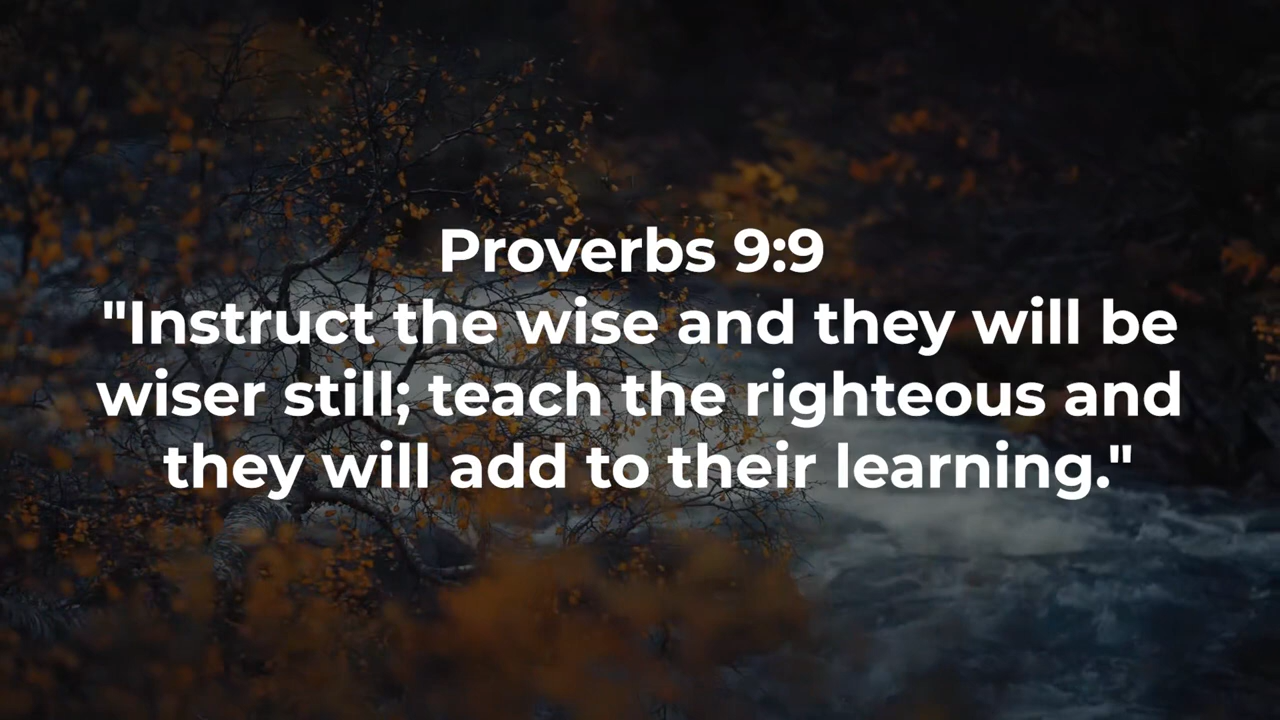 Proverbs 9:9
"Instruct the wise and they will be
wiser still; teach the righteous and
they will add to their learning."